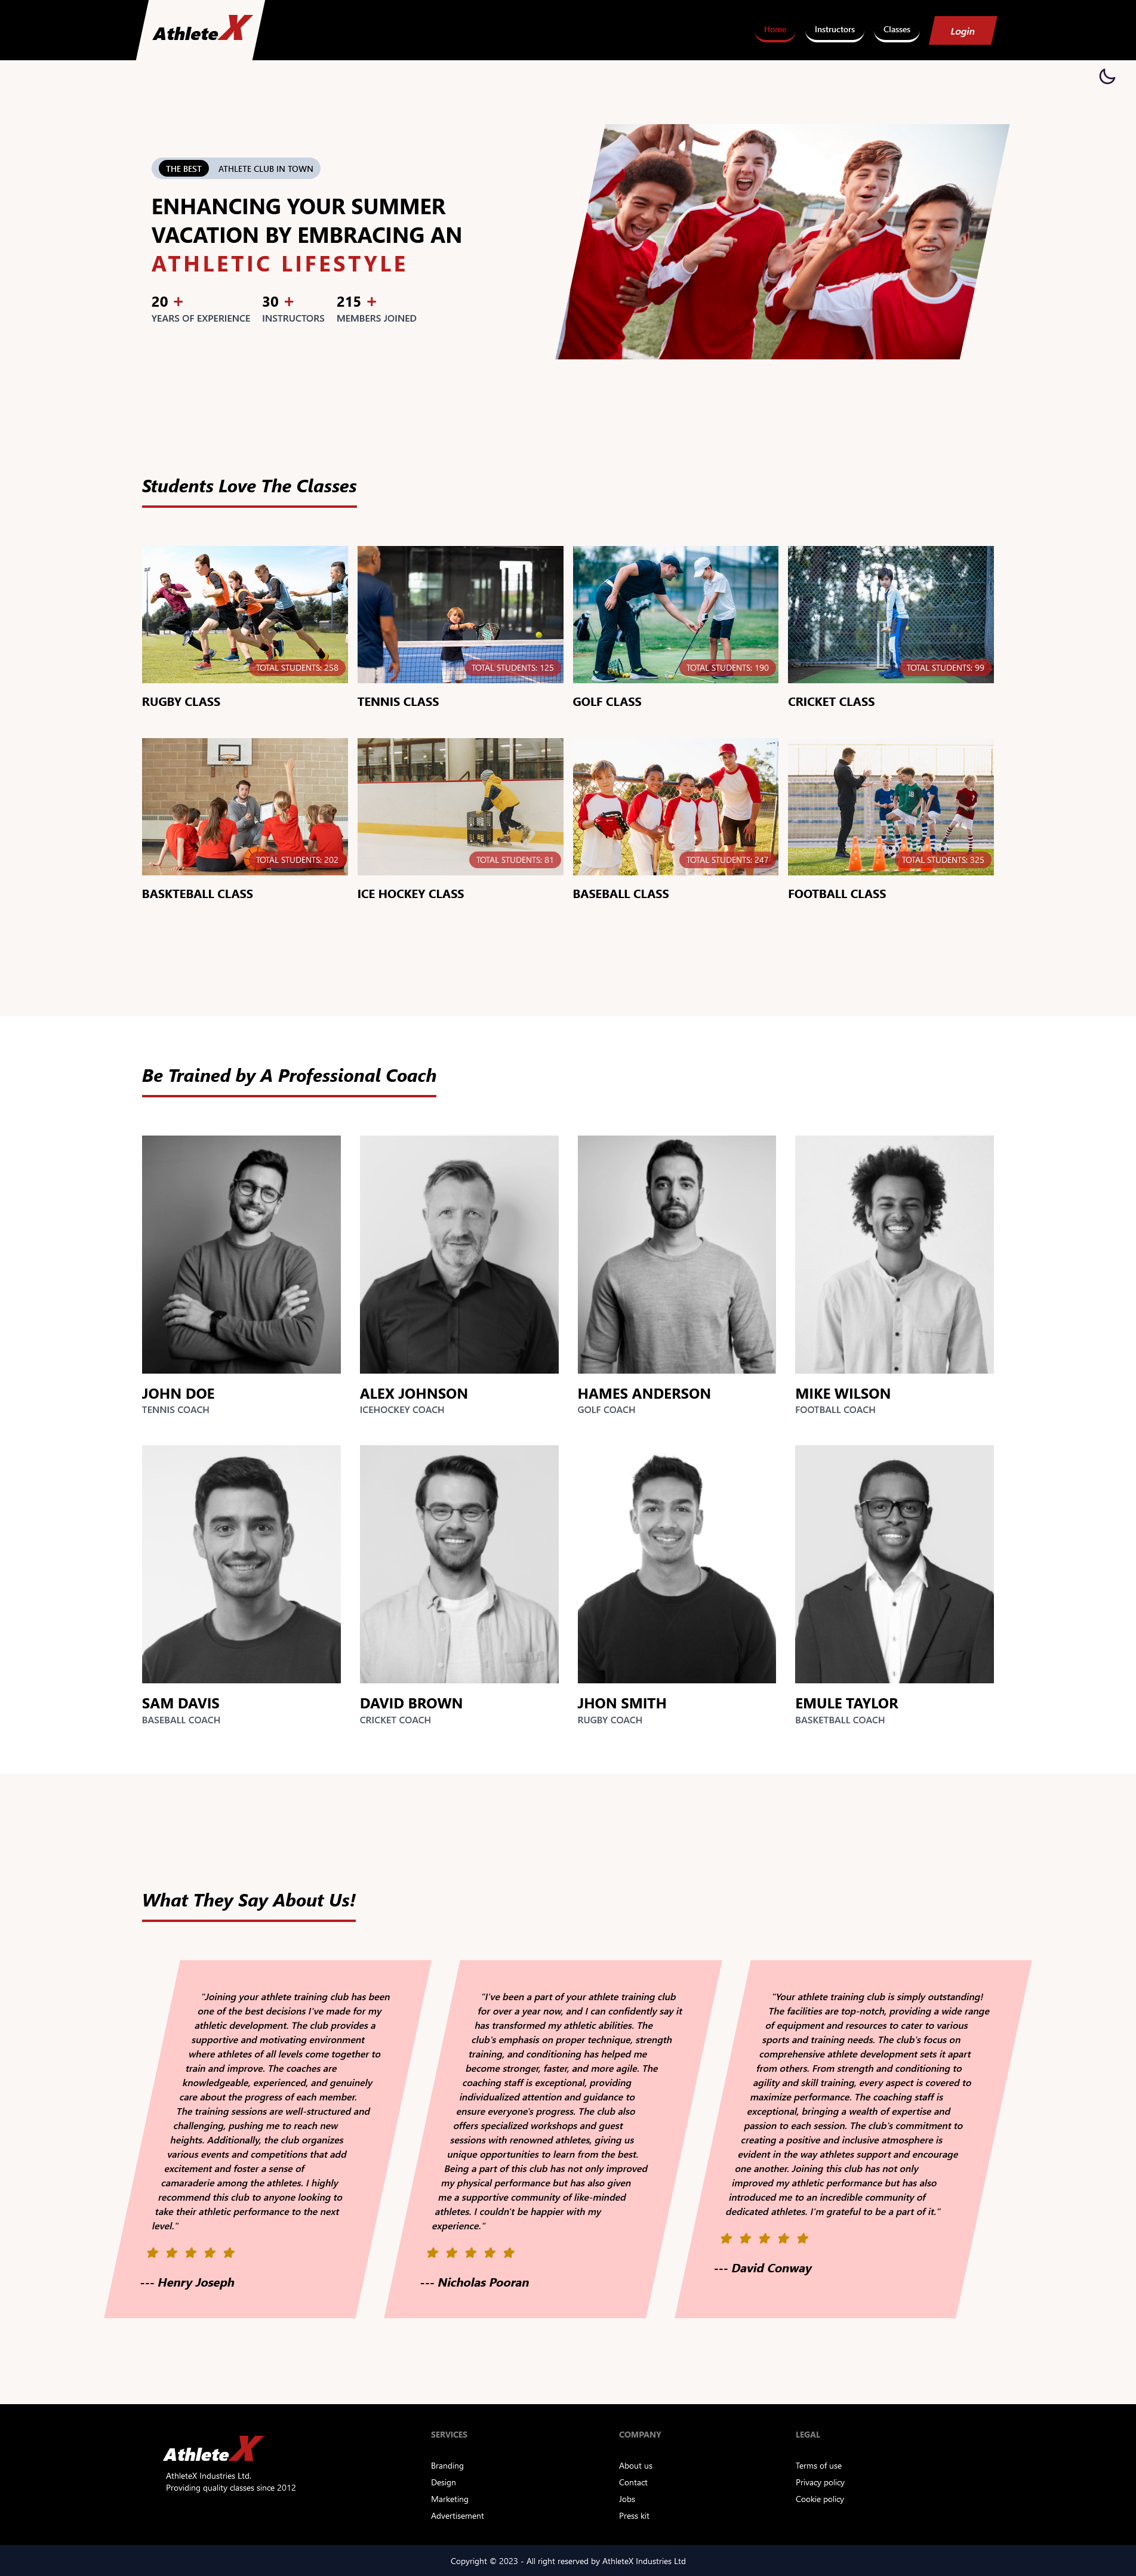 AthleteX
Home
Instructors
Classes
Login
THE BEST
ATHLETE CLUB IN TOWN
ENHANCING YOUR SUMMER
VACATION BY EMBRACING AN
ATHLETIC LIFESTYLE
20 +
YEARS OF EXPERIENCE
30 +
INSTRUCTORS
215 +
MEMBERS JOINED
Students Love The Classes
TOTAL STUDENTS: 258
RUGBY CLASS
TOTAL STUDENTS: 125
TENNIS CLASS
TOTAL STUDENTS: 190
GOLF CLASS
TOTAL STUDENTS: 99
CRICKET CLASS
TOTAL STUDENTS: 202
BASKTEBALL CLASS
TOTAL STUDENTS: 81
ICE HOCKEY CLASS
TOTAL STUDENTS: 247
BASEBALL CLASS
TOTAL STUDENTS: 325
FOOTBALL CLASS
Be Trained by A Professional Coach
JOHN DOE
TENNIS COACH
ALEX JOHNSON
ICEHOCKEY COACH
HAMES ANDERSON
GOLF COACH
MIKE WILSON
FOOTBALL COACH
SAM DAVIS
BASEBALL COACH
DAVID BROWN
CRICKET COACH
JHON SMITH
RUGBY COACH
EMULE TAYLOR
BASKETBALL COACH
What They Say About Us!
"Joining your athlete training club has been
one of the best decisions I've made for my
athletic development. The club provides a
supportive and motivating environment
where athletes of all levels come together to
train and improve. The coaches are
knowledgeable, experienced, and genuinely
care about the progress of each member.
The training sessions are well-structured and
challenging, pushing me to reach new
heights. Additionally, the club organizes
various events and competitions that add
excitement and foster a sense of
camaraderie among the athletes. I highly
recommend this club to anyone looking to
take their athletic performance to the next
level."
--- Henry Joseph
"I've been a part of your athlete training club
for over a year now, and I can confidently say it
has transformed my athletic abilities. The
club's emphasis on proper technique, strength
training, and conditioning has helped me
become stronger, faster, and more agile. The
coaching staff is exceptional, providing
individualized attention and guidance to
ensure everyone's progress. The club also
offers specialized workshops and guest
sessions with renowned athletes, giving us
unique opportunities to learn from the best.
Being a part of this club has not only improved
my physical performance but has also given
me a supportive community of like-minded
athletes. I couldn't be happier with my
experience."
--- Nicholas Pooran
"Your athlete training club is simply outstanding!
The facilities are top-notch, providing a wide range
of equipment and resources to cater to various
sports and training needs. The club's focus on
comprehensive athlete development sets it apart
from others. From strength and conditioning to
agility and skill training, every aspect is covered to
maximize performance. The coaching staff is
exceptional, bringing a wealth of expertise and
passion to each session. The club's commitment to
creating a positive and inclusive atmosphere is
evident in the way athletes support and encourage
one another. Joining this club has not only
improved my athletic performance but has also
introduced me to an incredible community of
dedicated athletes. I'm grateful to be a part of it."
--- David Conway
AthleteX
AthleteX Industries Ltd.
Providing quality classes since 2012
SERVICES
Branding
Design
Marketing
Advertisement
COMPANY
About us
Contact
Jobs
Press kit
LEGAL
Terms of use
Privacy policy
Cookie policy
Copyright © 2023 - All right reserved by AthleteX Industries Ltd